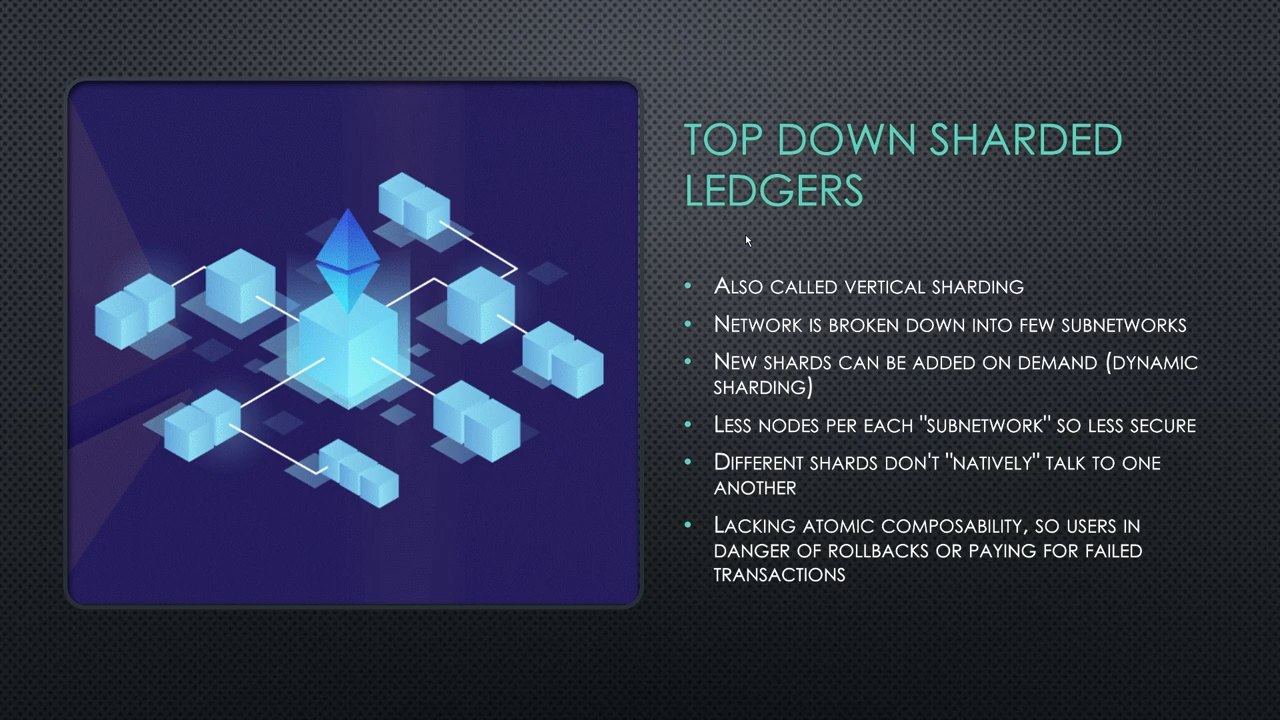 TOP DOWN SHARDED
LEDGERS
• ALSO CALLED VERTICAL SHARDING
• NETWORK IS BROKEN DOWN INTO FEW SUBNETWORKS
• NEW SHARDS CAN BE ADDED ON DEMAND (DYNAMIC
SHARDING)
• LESS NODES PER EACH "SUBNETWORK" SO LESS SECURE
• DIFFERENT SHARDS DON'T "NATIVELY" TALK TO ONE
ANOTHER
• LACKING ATOMIC COMPOSABILITY, SO USERS IN
DANGER OF ROLLBACKS OR PAYING FOR FAILED
TRANSACTIONS